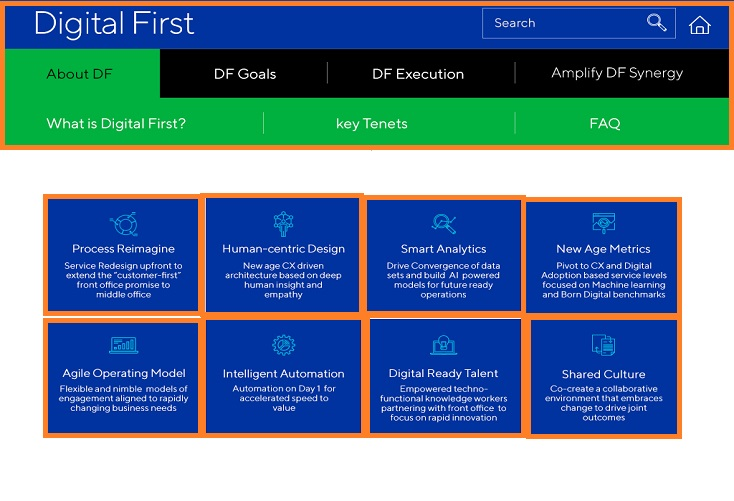 Digital First
Search
About DF
DF Goals
DF Execution
Amplify DF Synergy
What is Digital First?
key Tenets
FAQ
Process Reimagine
Service Redesign upfront to
extend the "customer-first"
front office promise to
middle office
Human-centric Design
New age CX driven
architecture based on deep
human insight and
empathy
Smart Analytics
Drive Convergence of data
sets and build AI powered
models for future ready
operations
New Age Metrics
Pivot to CX and Digital
Adoption based service levels
focused on Machine learning
and Born Digital benchmarks
Agile Operating Model
Flexible and nimble models of
engagement aligned to rapidly
changing business needs
Intelligent Automation
Automation on Day 1 for
accelerated speed to
value
Digital Ready Talent
Empowered techno-
functional knowledge workers
partnering with front office to
focus on rapid innovation
Shared Culture
Co-create a collaborative
environment that embraces
change to drive joint
outcomes